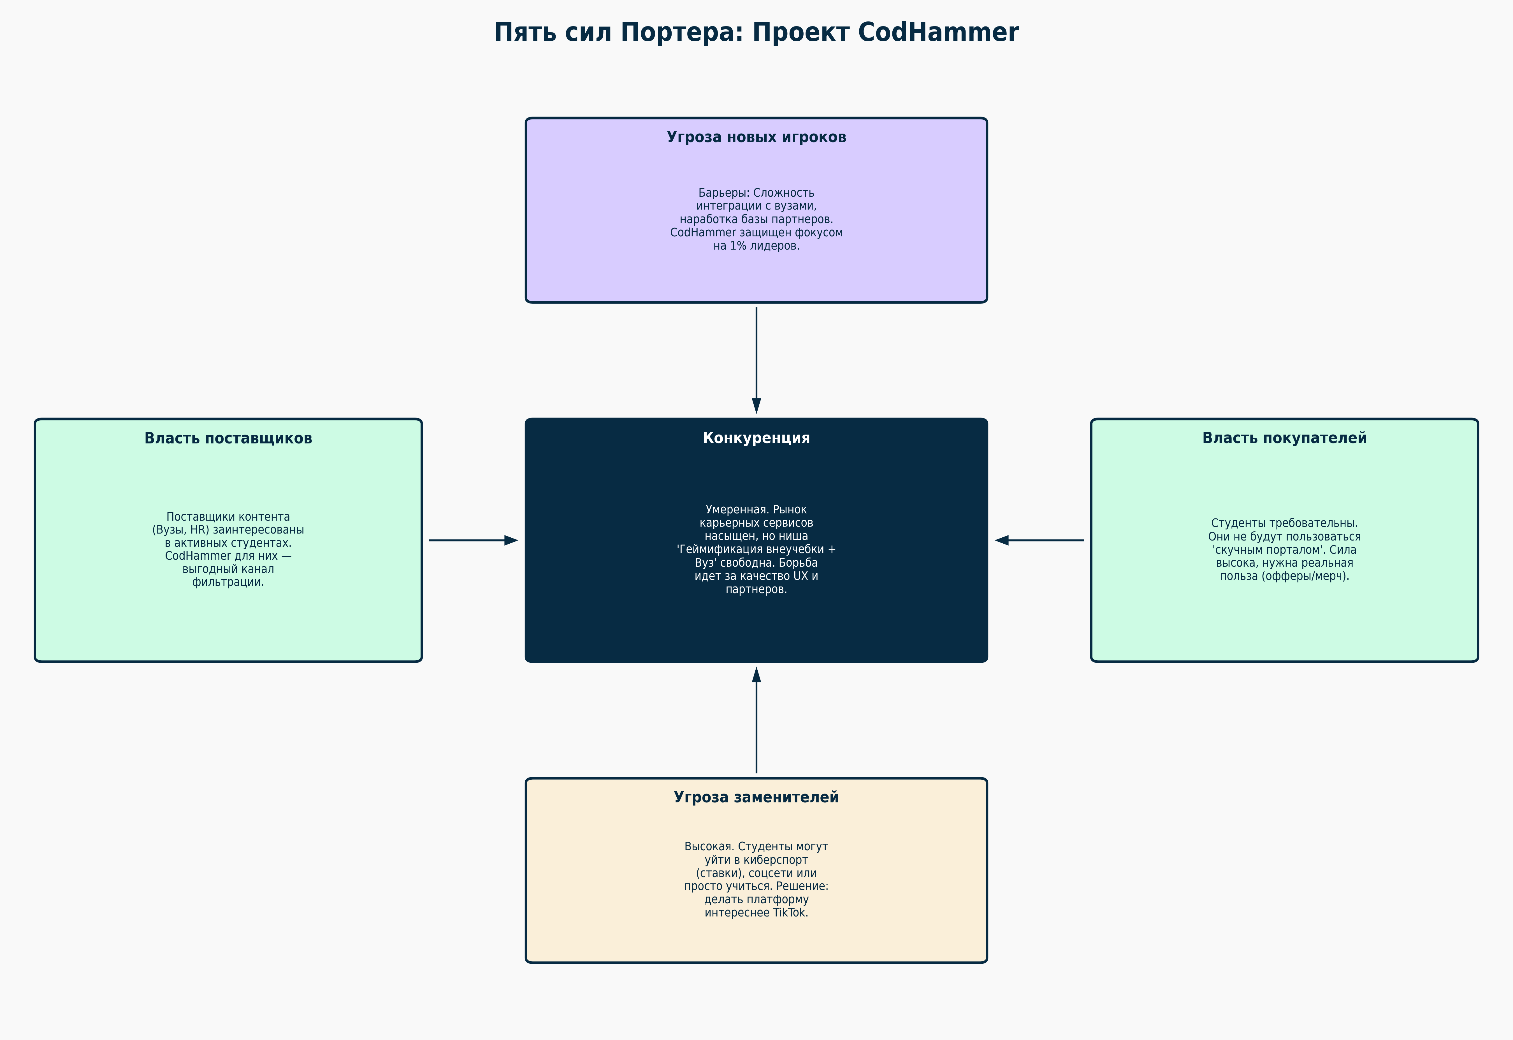 Пять сил Портера: Проект CodHammer
Угроза новых игроков
Барьеры: Сложность
интеграции с вузами,
наработка базы партнеров.
CodHammer защищен фокусом
на 1% лидеров.
Власть поставщиков
Поставщики контента
(Вузы, HR) заинтересованы
в активных студентах.
CodHammer для них —
выгодный канал
фильтрации.
Конкуренция
Умеренная. Рынок
карьерных сервисов
насыщен, но ниша
'Геймификация внеучебки +
Вуз' свободна. Борьба
идет за качество UX и
партнеров.
Власть покупателей
Студенты требовательны.
Они не будут пользоваться
'скучным порталом'. Сила
высока, нужна реальная
польза (офферы/мерч).
Угроза заменителей
Высокая. Студенты могут
уйти в киберспорт
(ставки), соцсети или
просто учиться. Решение:
делать платформу
интереснее TikTok.